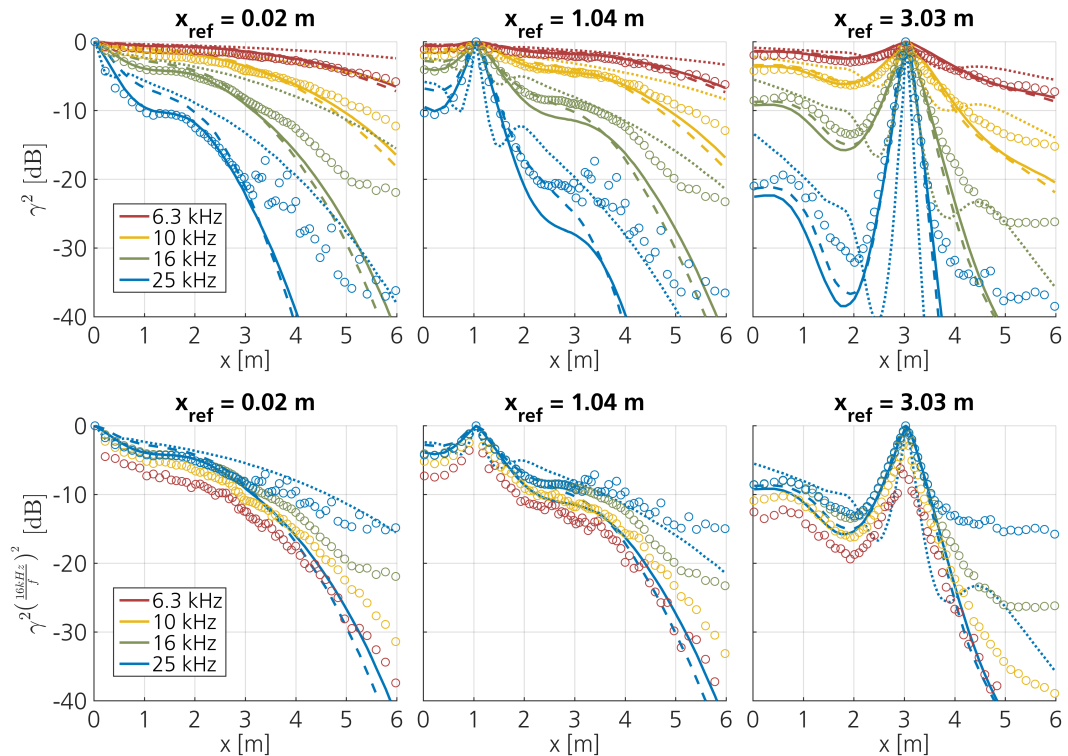 x_ref = 0.02 m
x_ref = 1.04 m
x_ref = 3.03 m
γ² [dB]
0
-10
-20
-30
-40
6.3 kHz
10 kHz
16 kHz
25 kHz
0 1 2 3 4 5 6
0 1 2 3 4 5 6
0 1 2 3 4 5 6
x [m]
x [m]
x [m]
x_ref = 0.02 m
x_ref = 1.04 m
x_ref = 3.03 m
γ^2(16kHz/f)^2 [dB]
0
-10
-20
-30
-40
6.3 kHz
10 kHz
16 kHz
25 kHz
0 1 2 3 4 5 6
0 1 2 3 4 5 6
0 1 2 3 4 5 6
x [m]
x [m]
x [m]